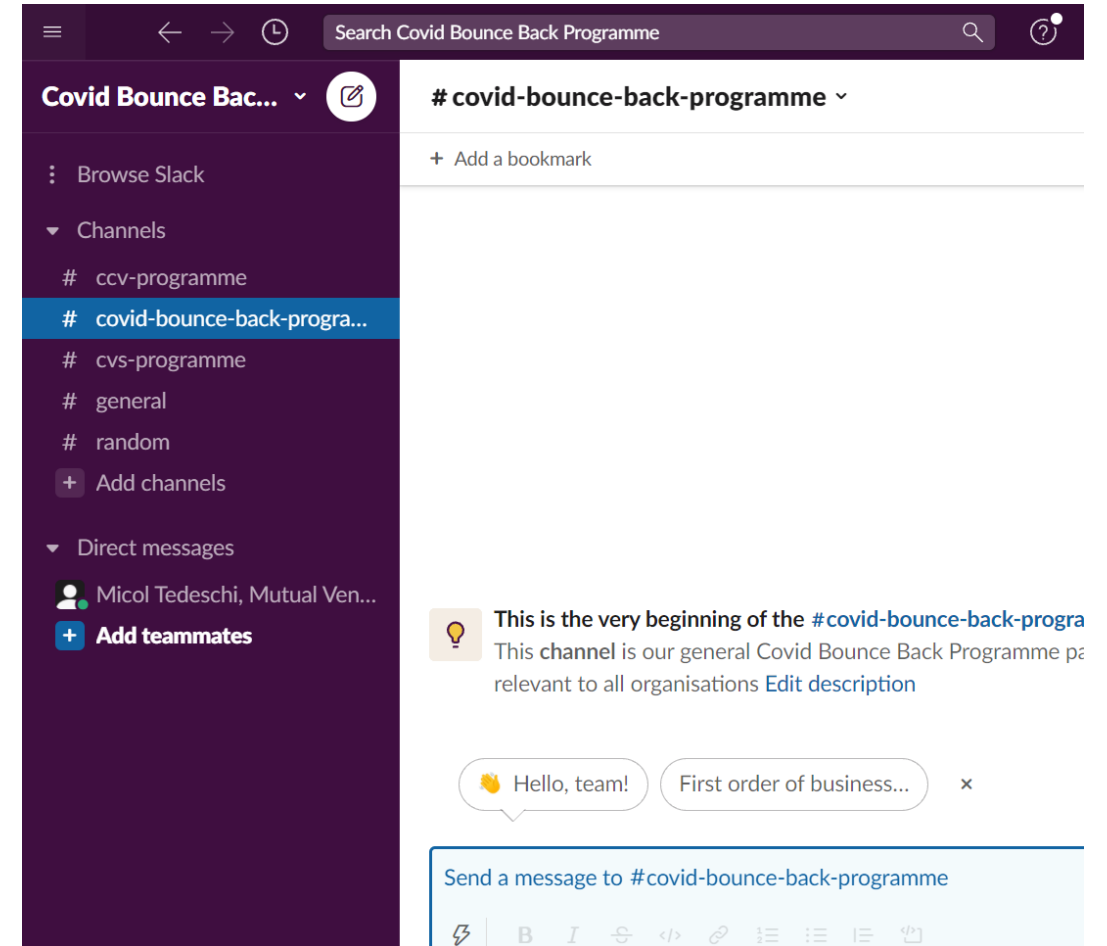 Search Covid Bounce Back Programme
Covid Bounce Bac...
# covid-bounce-back-programme
+ Add a bookmark
Browse Slack
Channels
# ccv-programme
# covid-bounce-back-progra...
# cvs-programme
# general
# random
+ Add channels
Direct messages
Micol Tedeschi, Mutual Ven...
+ Add teammates
This is the very beginning of the #covid-bounce-back-progra
This channel is our general Covid Bounce Back Programme pa
relevant to all organisations Edit description
👋 Hello, team!
First order of business...
Send a message to #covid-bounce-back-programme
B I S </>